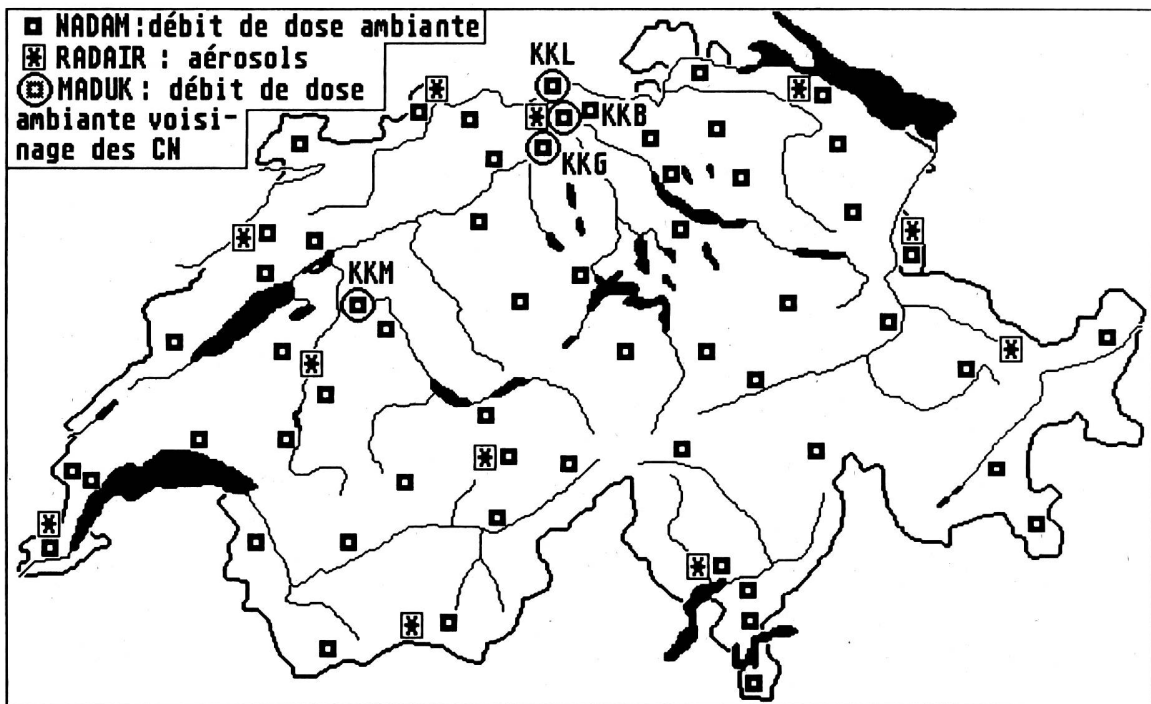 NADAM:débit de dose ambiante
RADAIR : aérosols
MADUK : débit de dose
ambiante voisi-
nage des CN
KKL
KKB
KKG
KKM